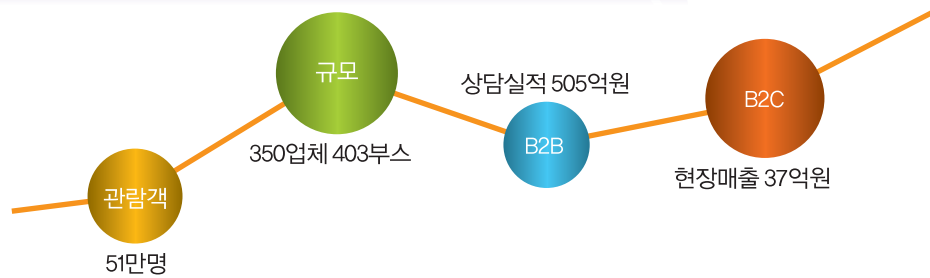 관람객
51만명
규모
350업체 403부스
상담실적 505억원
B2B
B2C
현장매출 37억원